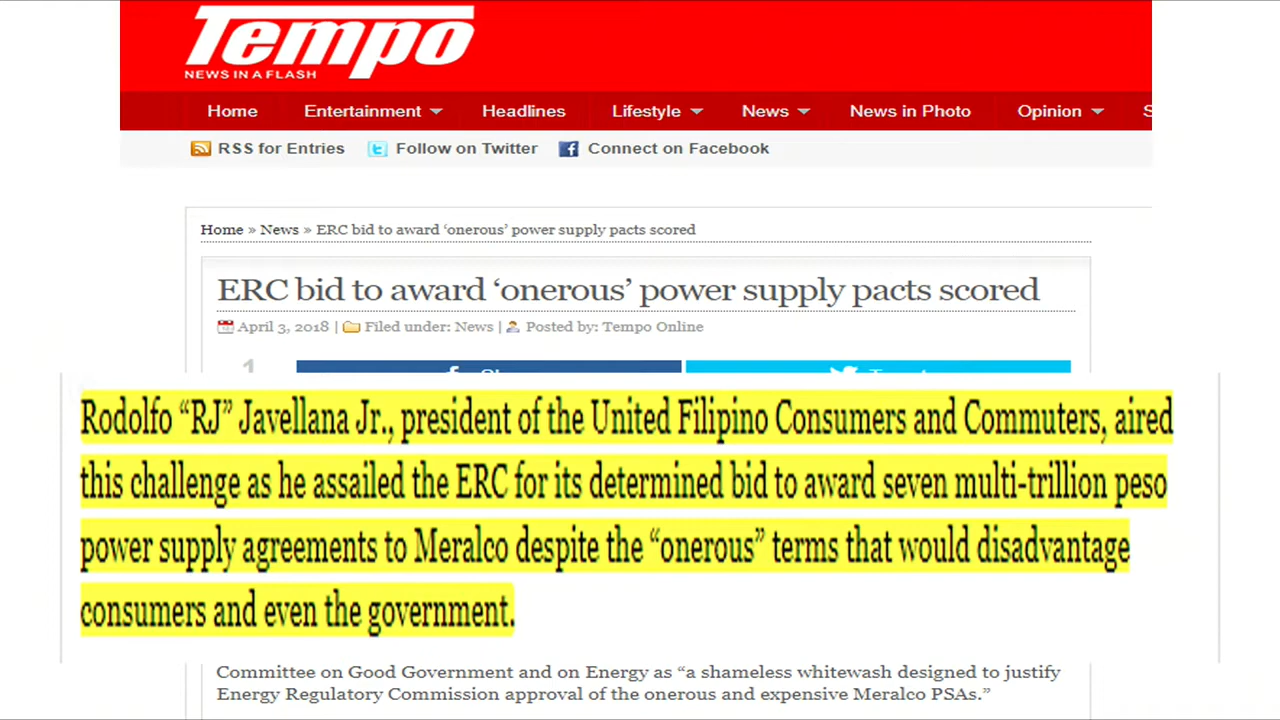 Tempo
NEWS IN A FLASH
Home Entertainment Headlines Lifestyle News News in Photo Opinion
RSS for Entries Follow on Twitter Connect on Facebook
Home » News » ERC bid to award ‘onerous’ power supply pacts scored
ERC bid to award ‘onerous’ power supply pacts scored
April 3, 2018 | Filed under: News | Posted by: Tempo Online
1
Rodolfo “RJ” Javellana Jr., president of the United Filipino Consumers and Commuters, aired
this challenge as he assailed the ERC for its determined bid to award seven multi-trillion peso
power supply agreements to Meralco despite the “onerous” terms that would disadvantage
consumers and even the government.
Committee on Good Government and on Energy as “a shameless whitewash designed to justify
Energy Regulatory Commission approval of the onerous and expensive Meralco PSAs.”